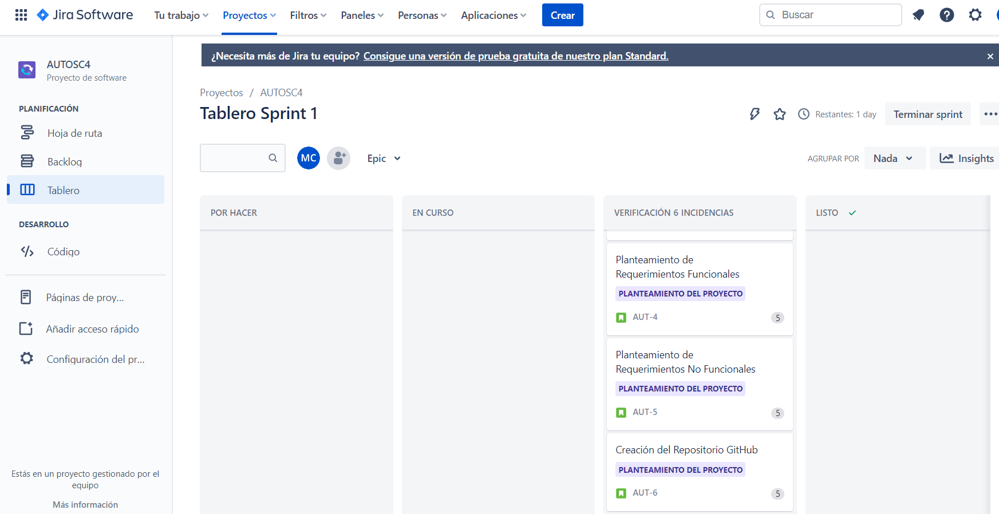 Jira Software
Tu trabajo
Proyectos
Filtros
Paneles
Personas
Aplicaciones
Crear
Buscar
AUTOSC4
Proyecto de software
PLANIFICACIÓN
Hoja de ruta
Backlog
Tablero
DESARROLLO
Código
Páginas de proy...
Añadir acceso rápido
Configuración del pr...
Estás en un proyecto gestionado por el
equipo
Más información
¿Necesita más de Jira tu equipo? Consigue una versión de prueba gratuita de nuestro plan Standard.
Proyectos / AUTOSC4
Tablero Sprint 1
Restantes: 1 day
Terminar sprint
MC
Epic
AGRUPAR POR
Nada
Insights
POR HACER
EN CURSO
VERIFICACIÓN 6 INCIDENCIAS
Planteamiento de
Requerimientos Funcionales
PLANTEAMIENTO DEL PROYECTO
AUT-4
5
Planteamiento de
Requerimientos No Funcionales
PLANTEAMIENTO DEL PROYECTO
AUT-5
5
Creación del Repositorio GitHub
PLANTEAMIENTO DEL PROYECTO
AUT-6
5
LISTO